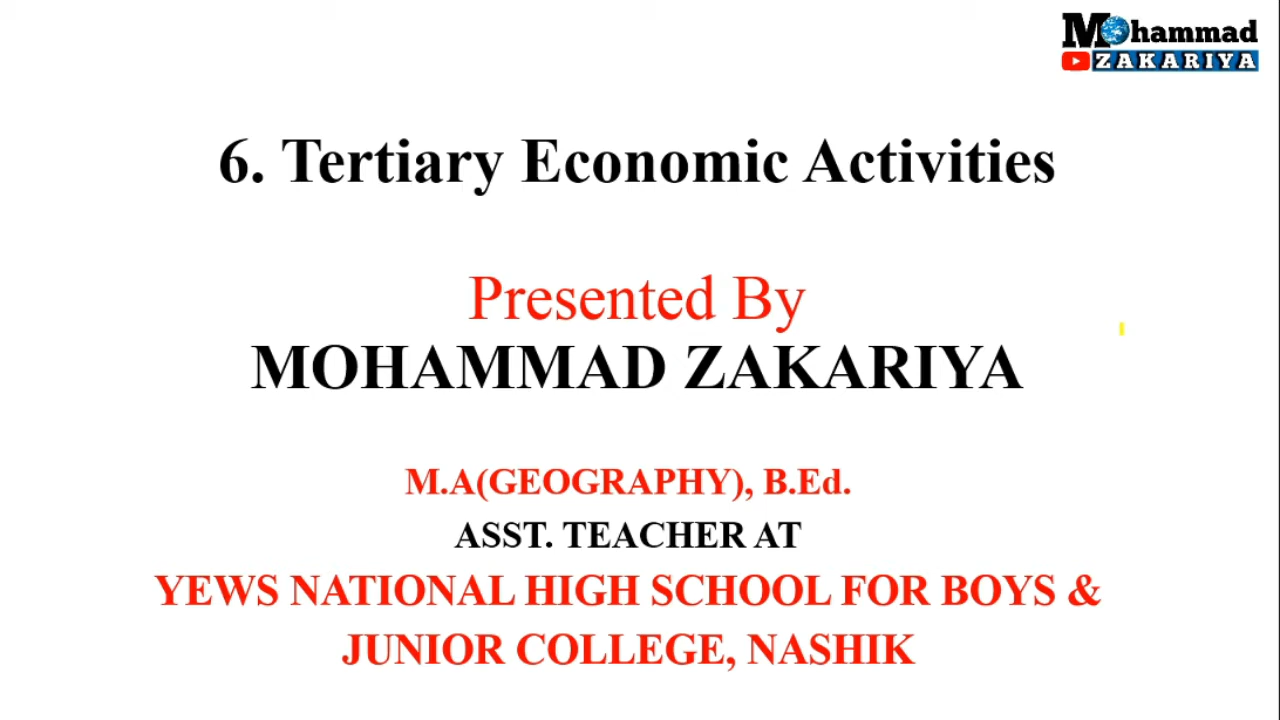 Mohammad
ZAKARIYA
6. Tertiary Economic Activities
Presented By
MOHAMMAD ZAKARIYA
M.A(GEOGRAPHY), B.Ed.
ASST. TEACHER AT
YEWS NATIONAL HIGH SCHOOL FOR BOYS &
JUNIOR COLLEGE, NASHIK